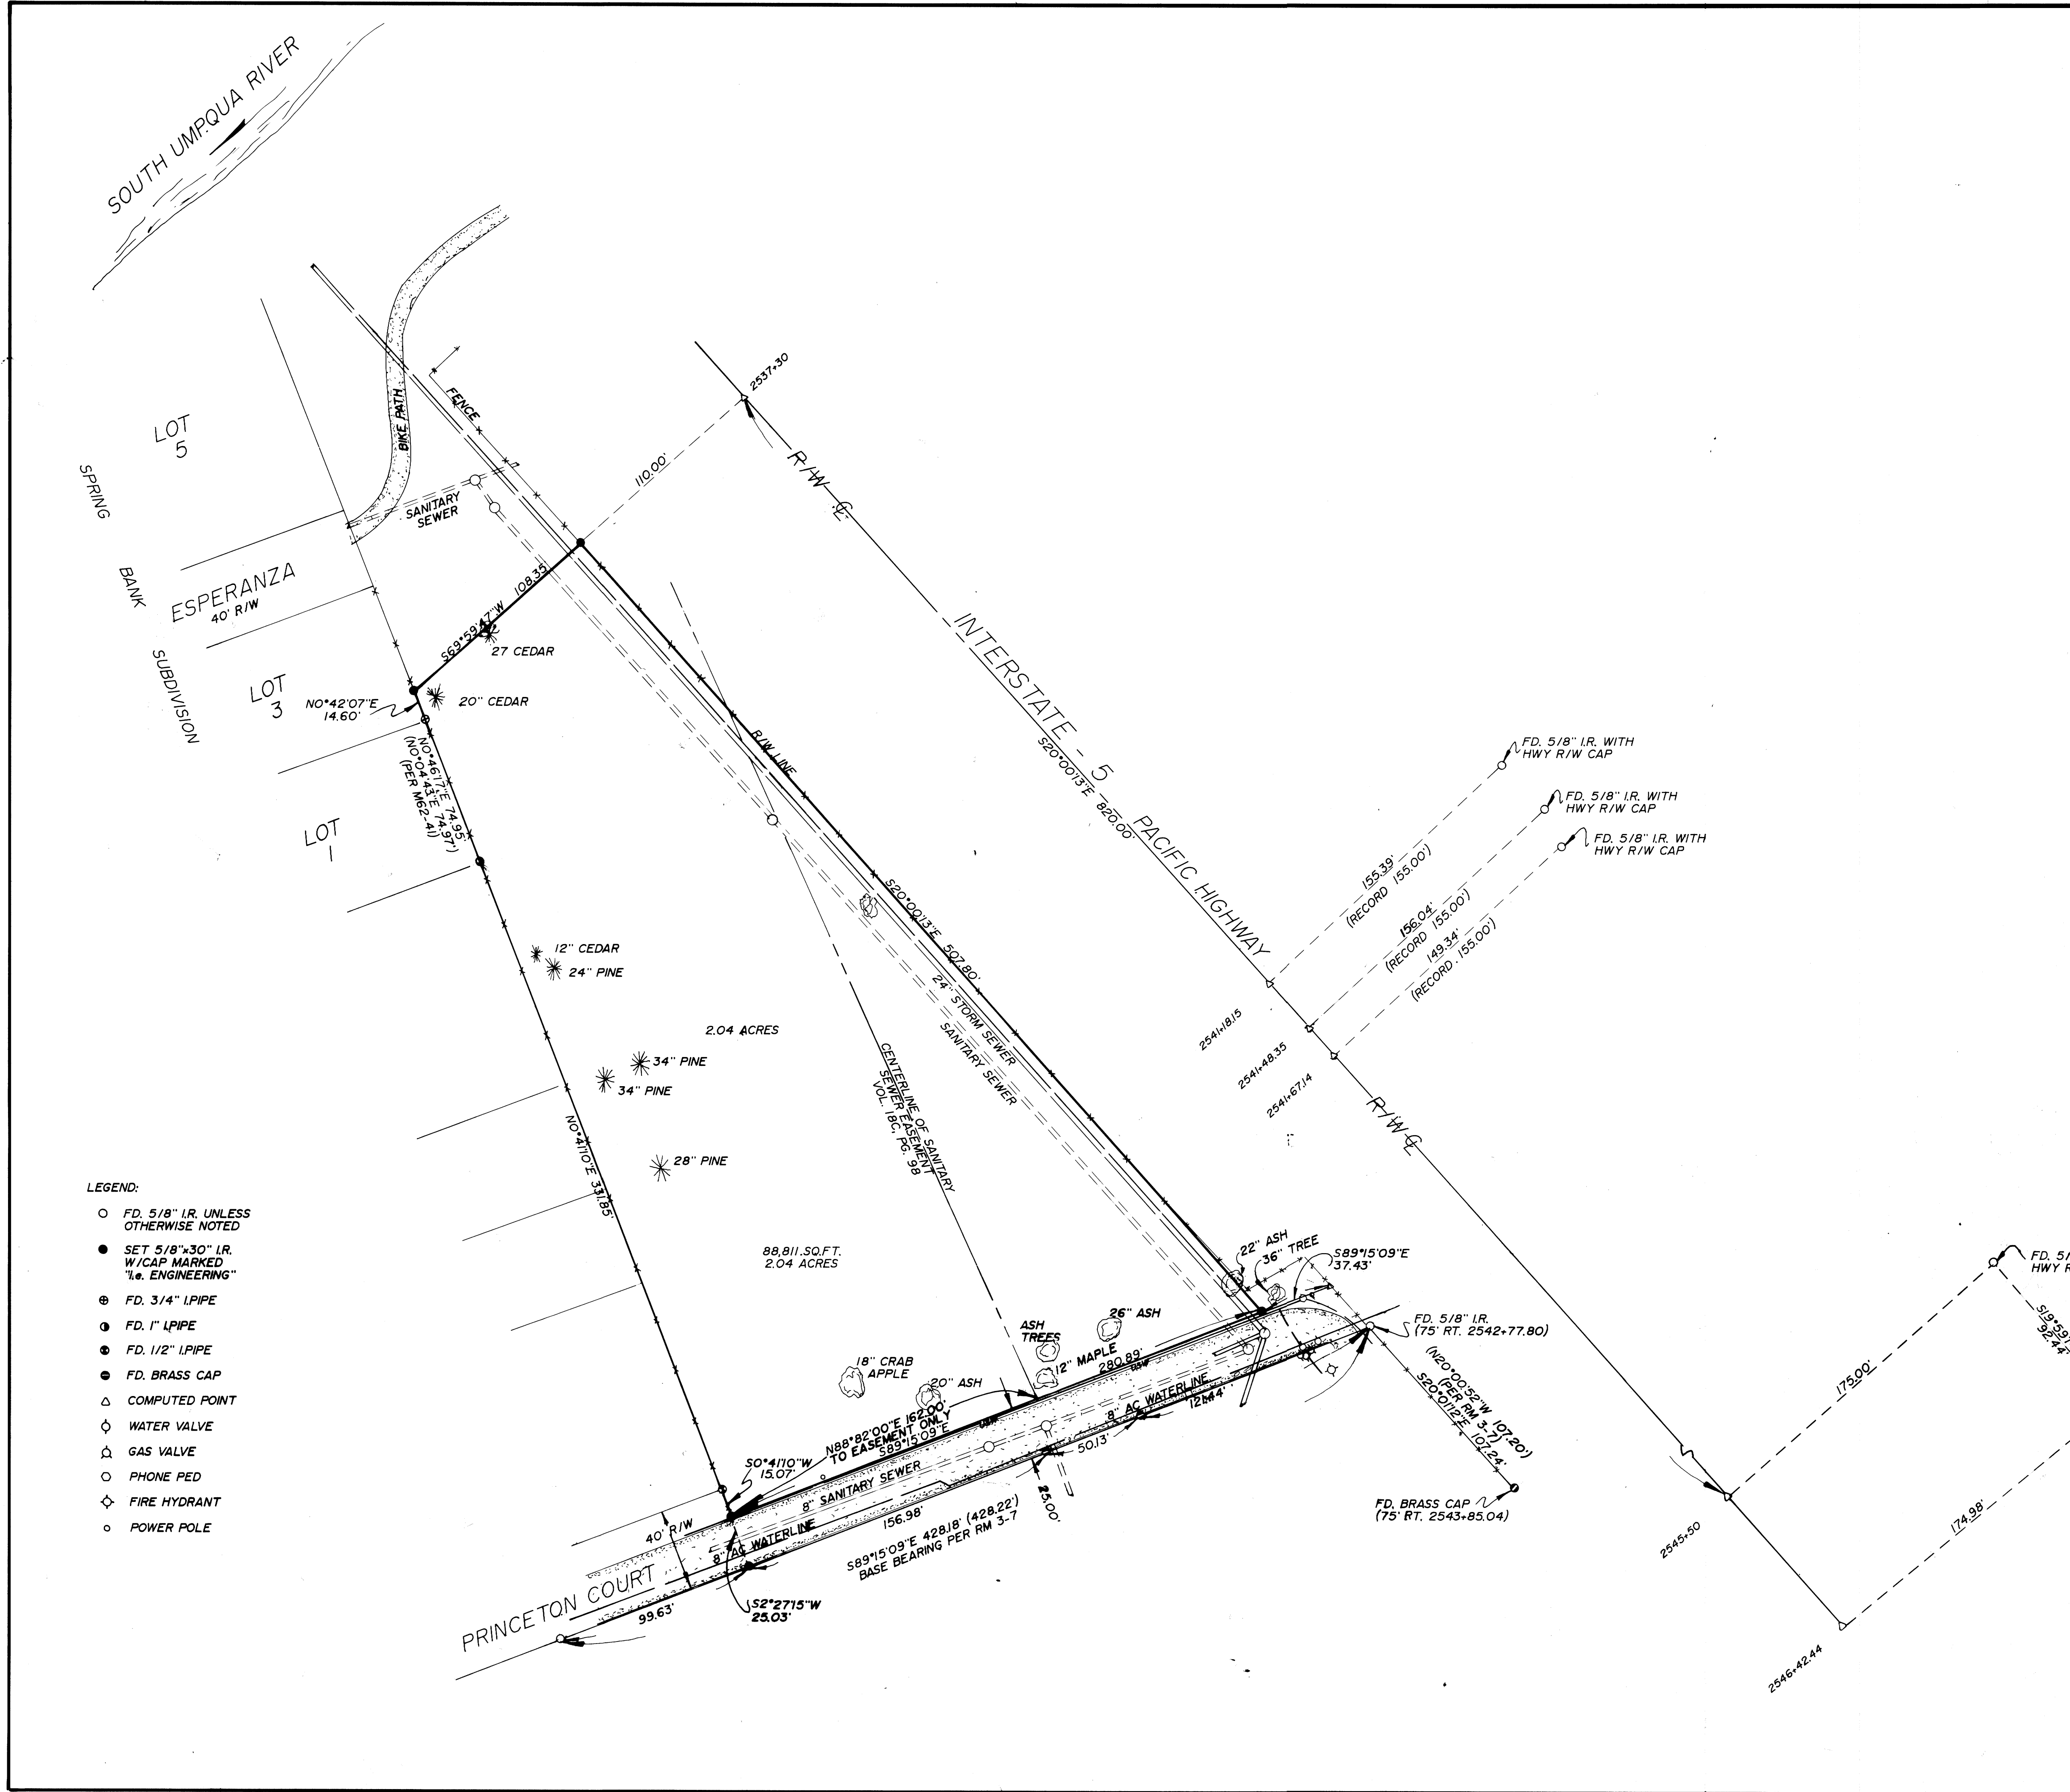 SOUTH UMPQUA RIVER
LOT
5
SPRING
BANK
SUBDIVISION
ESPERANZA
40' R/W
LOT
3
LOT
1
BIKE PATH
FENCE
SANITARY
SEWER
110.00'
2537+30
R/W ℄
INTERSTATE - 5
PACIFIC HIGHWAY
S20°00'13"E 820.00'
S69°59'47"W 108.35
27 CEDAR
20" CEDAR
N0°42'07"E
14.60'
N0°46'17"E 74.95'
(N0°04'43"E 74.97')
(PER M62-41)
R/W LINE
S20°00'13"E 507.80'
24" STORM SEWER
SANITARY SEWER
12" CEDAR
24" PINE
2.04 ACRES
34" PINE
34" PINE
28" PINE
N0°41'10"E 331.85'
CENTERLINE OF SANITARY
SEWER EASEMENT
VOL. 18C, PG. 98
88,811.SQ.FT.
2.04 ACRES
FD. 5/8" I.R. WITH
HWY R/W CAP
FD. 5/8" I.R. WITH
HWY R/W CAP
FD. 5/8" I.R. WITH
HWY R/W CAP
155.39'
(RECORD 155.00')
156.04'
(RECORD 155.00')
149.34'
(RECORD 155.00')
2541+18.15
2541+48.35
2541+67.14
R/W ℄
LEGEND:
FD. 5/8" I.R. UNLESS
OTHERWISE NOTED
SET 5/8"x30" I.R.
W/CAP MARKED
"i.e. ENGINEERING"
FD. 3/4" I.PIPE
FD. 1" I.PIPE
FD. 1/2" I.PIPE
FD. BRASS CAP
COMPUTED POINT
WATER VALVE
GAS VALVE
PHONE PED
FIRE HYDRANT
POWER POLE
22" ASH
36" TREE
S89°15'09"E
37.43'
FD. 5/8" I.R.
(75' RT. 2542+77.80)
(N20°00'52"W 107.20')
(PER RM 3-7)
S20°01'12"E 107.24'
FD. BRASS CAP
(75' RT. 2543+85.04)
26" ASH
ASH
TREES
12" MAPLE
280.89'
18" CRAB
APPLE
20" ASH
N88°82'00"E 162.00'
TO EASEMENT ONLY
S89°15'09"E
8" AC WATERLINE
121.44'
50.13'
25.00'
S0°41'10"W
15.07'
8" SANITARY SEWER
40' R/W
8" AC WATERLINE
156.98'
S89°15'09"E 428.18' (428.22')
BASE BEARING PER RM 3-7
PRINCETON COURT
99.63'
S2°27'15"W
25.03'
FD. 5/
HWY R
S19°59'1
92.44'
175.00'
174.98'
2545+50
2546+42.44